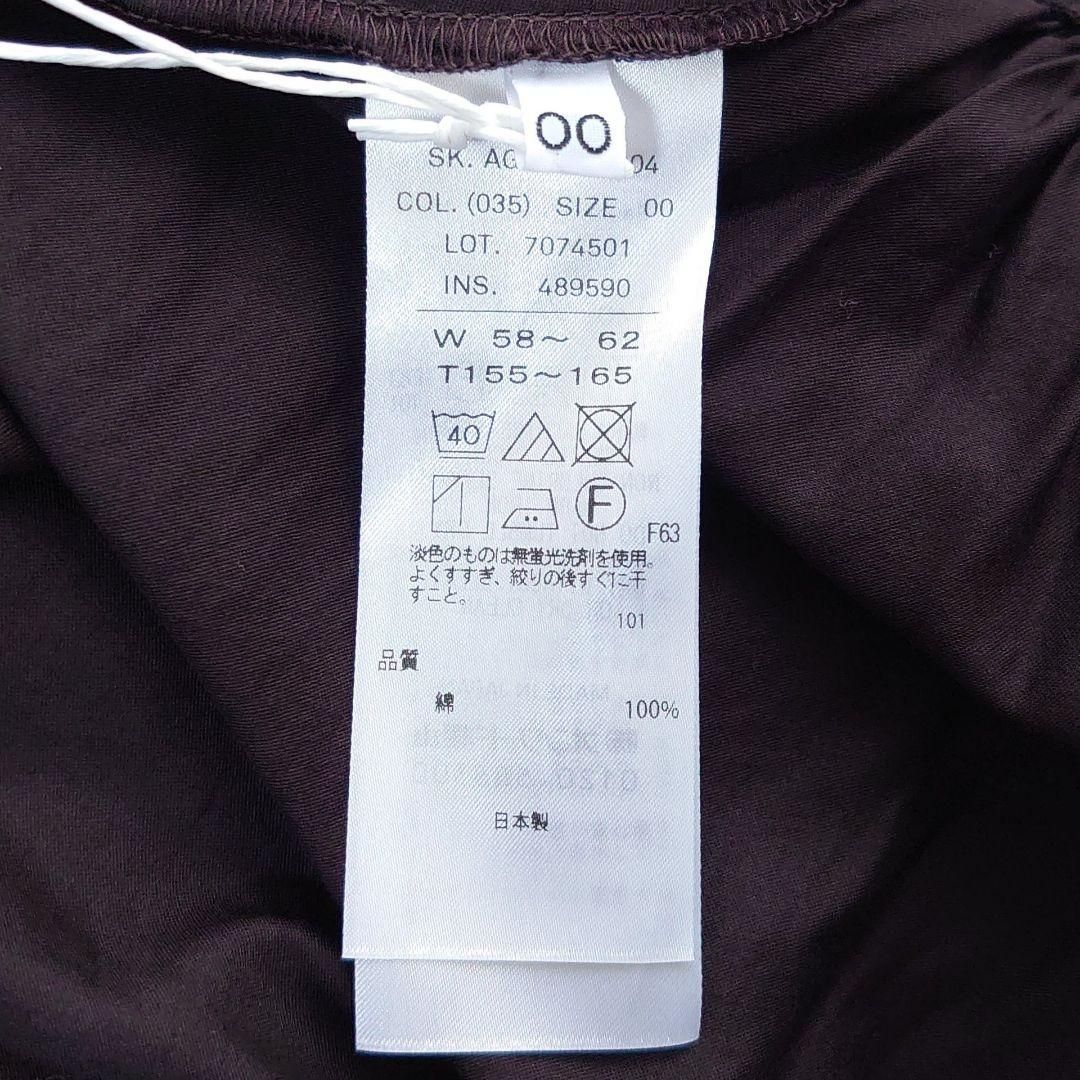 00
SK. AG 04
COL. (035) SIZE 00
LOT. 7074501
INS. 489590
W 58～ 62
T155～165
40
F
F63
淡色のものは無蛍光洗剤を使用。
よくすすぎ、絞りの後すぐに干
すこと。
101
品質
綿 100%
日本製